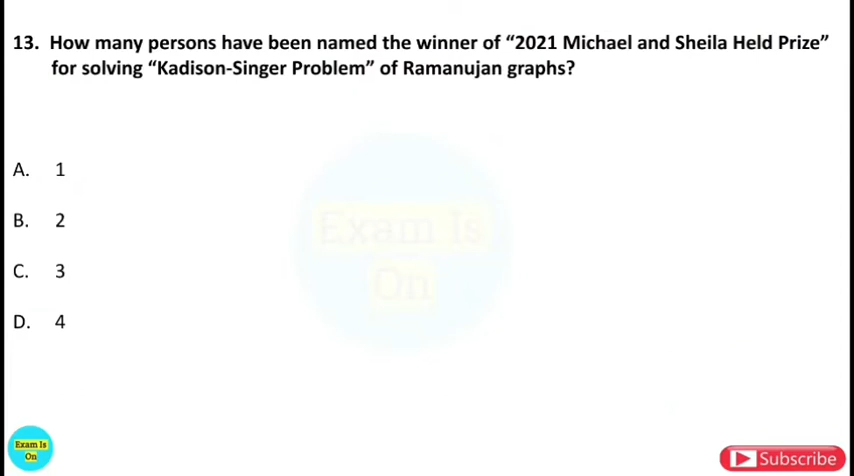 13. How many persons have been named the winner of “2021 Michael and Sheila Held Prize”
for solving “Kadison-Singer Problem” of Ramanujan graphs?
A. 1
Exam Is
On
B. 2
C. 3
D. 4
Exam Is
On
Subscribe